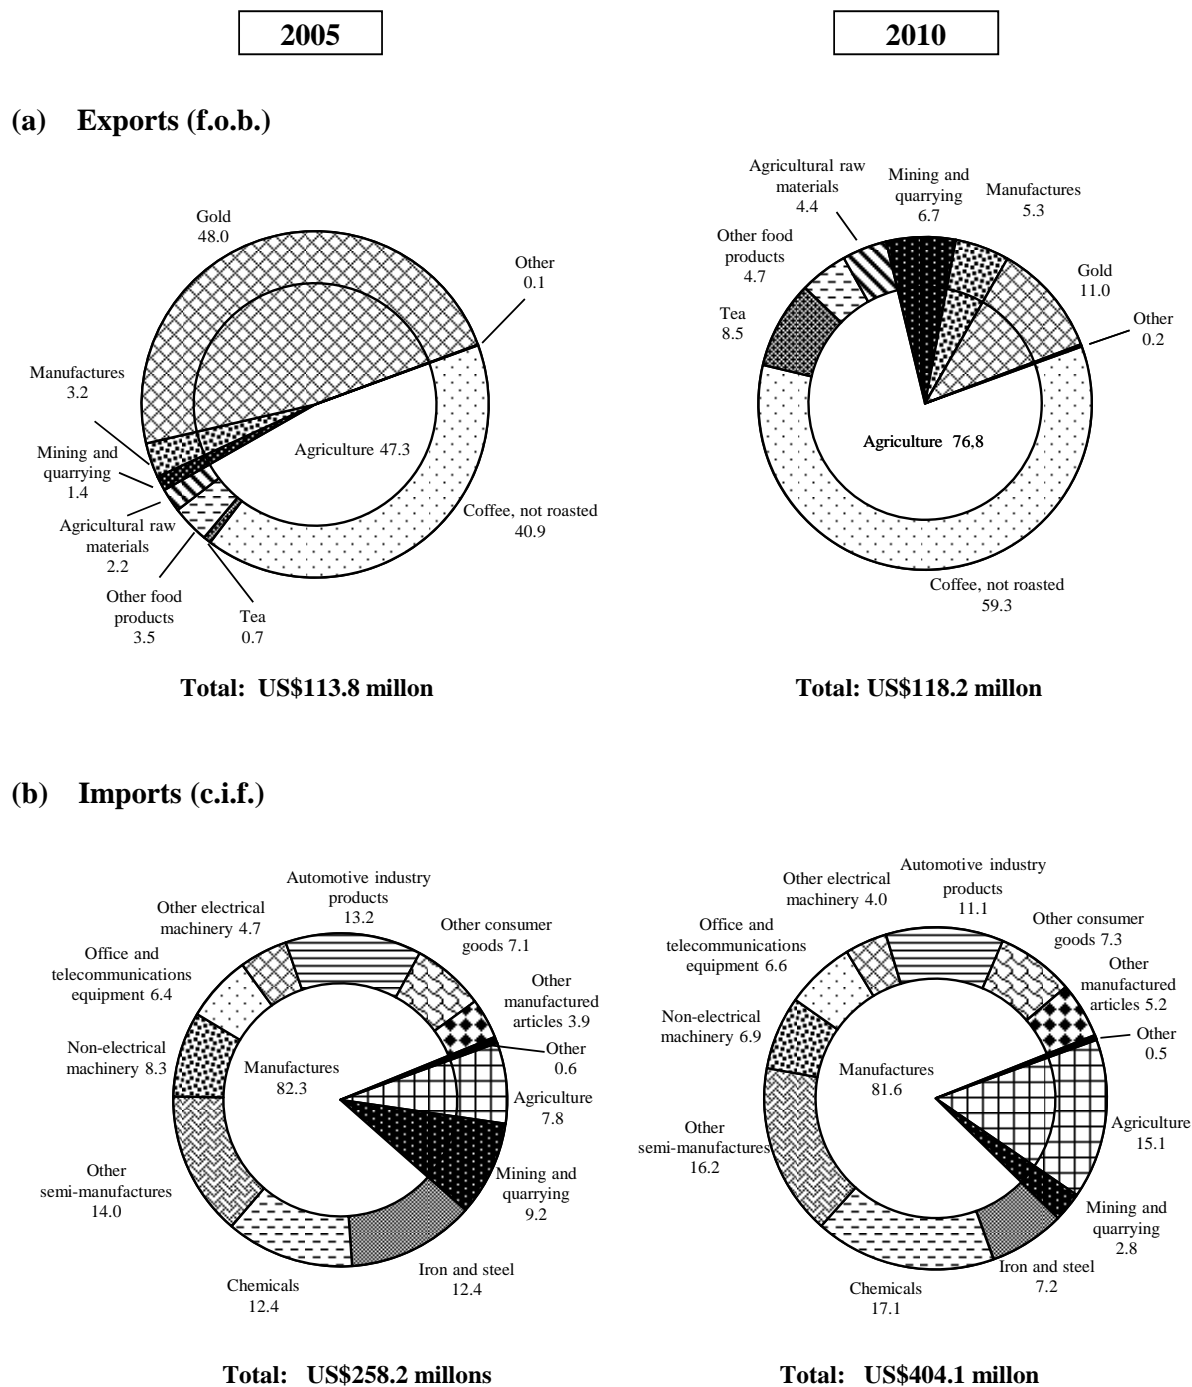 2005
2010
(a) Exports (f.o.b.)
Gold
48.0
Other
0.1
Manufactures
3.2
Mining and
quarrying
1.4
Agricultural raw
materials
2.2
Other food
products
3.5
Tea
0.7
Agriculture 47.3
Coffee, not roasted
40.9
Total: US$113.8 millon
Agricultural raw
materials
4.4
Mining and
quarrying
6.7
Manufactures
5.3
Other food
products
4.7
Gold
11.0
Tea
8.5
Other
0.2
Agriculture 76,8
Coffee, not roasted
59.3
Total: US$118.2 millon
(b) Imports (c.i.f.)
Automotive industry
products
13.2
Other electrical
machinery 4.7
Other consumer
goods 7.1
Office and
telecommunications
equipment 6.4
Other
manufactured
articles 3.9
Non-electrical
machinery 8.3
Other
0.6
Manufactures
82.3
Agriculture
7.8
Other
semi-manufactures
14.0
Mining and
quarrying
9.2
Chemicals
12.4
Iron and steel
12.4
Total: US$258.2 millons
Automotive industry
products
11.1
Other electrical
machinery 4.0
Other consumer
goods 7.3
Office and
telecommunications
equipment 6.6
Other
manufactured
articles 5.2
Non-electrical
machinery 6.9
Other
0.5
Manufactures
81.6
Agriculture
15.1
Other
semi-manufactures
16.2
Mining and
quarrying
2.8
Chemicals
17.1
Iron and steel
7.2
Total: US$404.1 millon